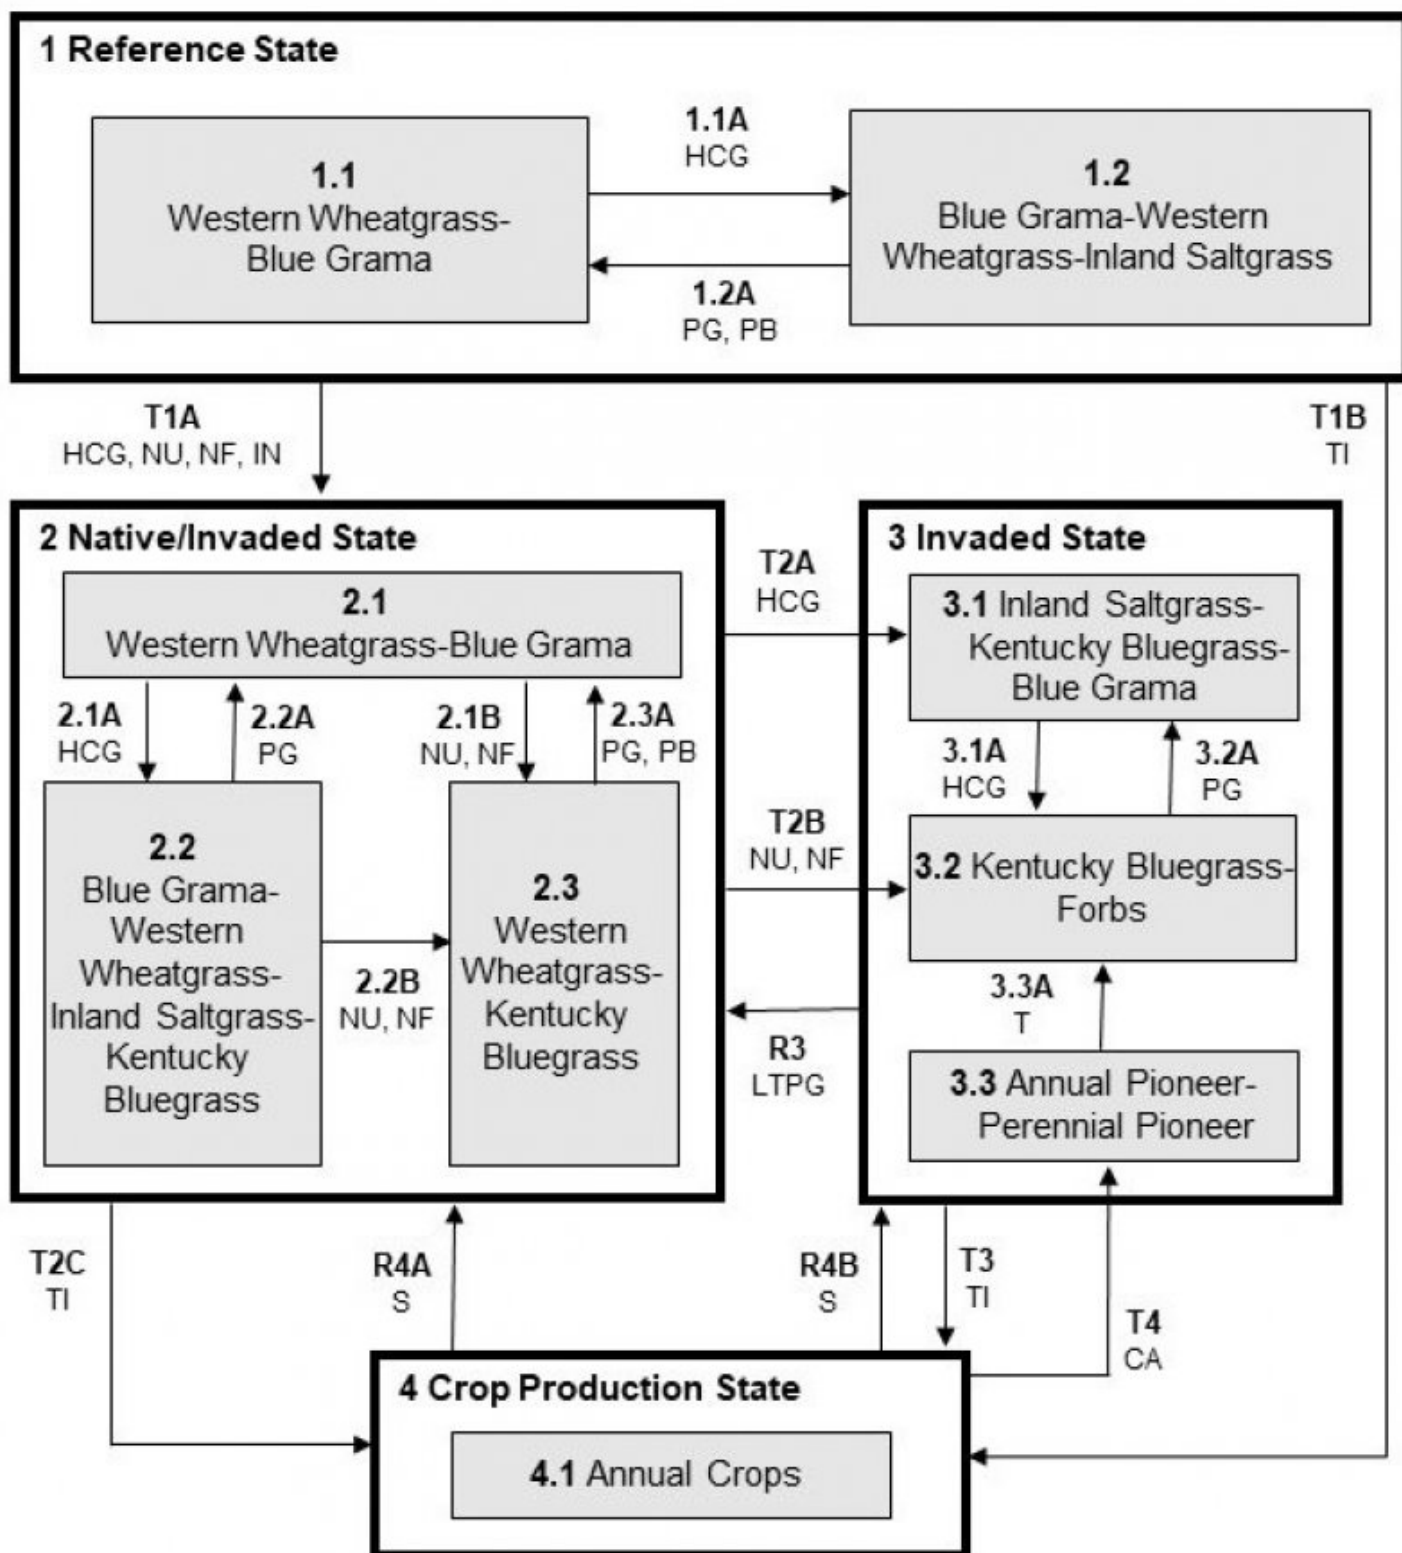 1 Reference State
1.1
Western Wheatgrass-
Blue Grama
1.1A
HCG
1.2
Blue Grama-Western
Wheatgrass-Inland Saltgrass
1.2A
PG, PB
T1A
HCG, NU, NF, IN
T1B
TI
2 Native/Invaded State
2.1
Western Wheatgrass-Blue Grama
2.1A
HCG
2.2A
PG
2.1B
NU, NF
2.3A
PG, PB
2.2
Blue Grama-
Western
Wheatgrass-
Inland Saltgrass-
Kentucky
Bluegrass
2.2B
NU, NF
2.3
Western
Wheatgrass-
Kentucky
Bluegrass
T2A
HCG
T2B
NU, NF
R3
LTPG
3 Invaded State
3.1 Inland Saltgrass-
Kentucky Bluegrass-
Blue Grama
3.1A
HCG
3.2A
PG
3.2 Kentucky Bluegrass-
Forbs
3.3A
T
3.3 Annual Pioneer-
Perennial Pioneer
T2C
TI
R4A
S
R4B
S
T3
TI
T4
CA
4 Crop Production State
4.1 Annual Crops